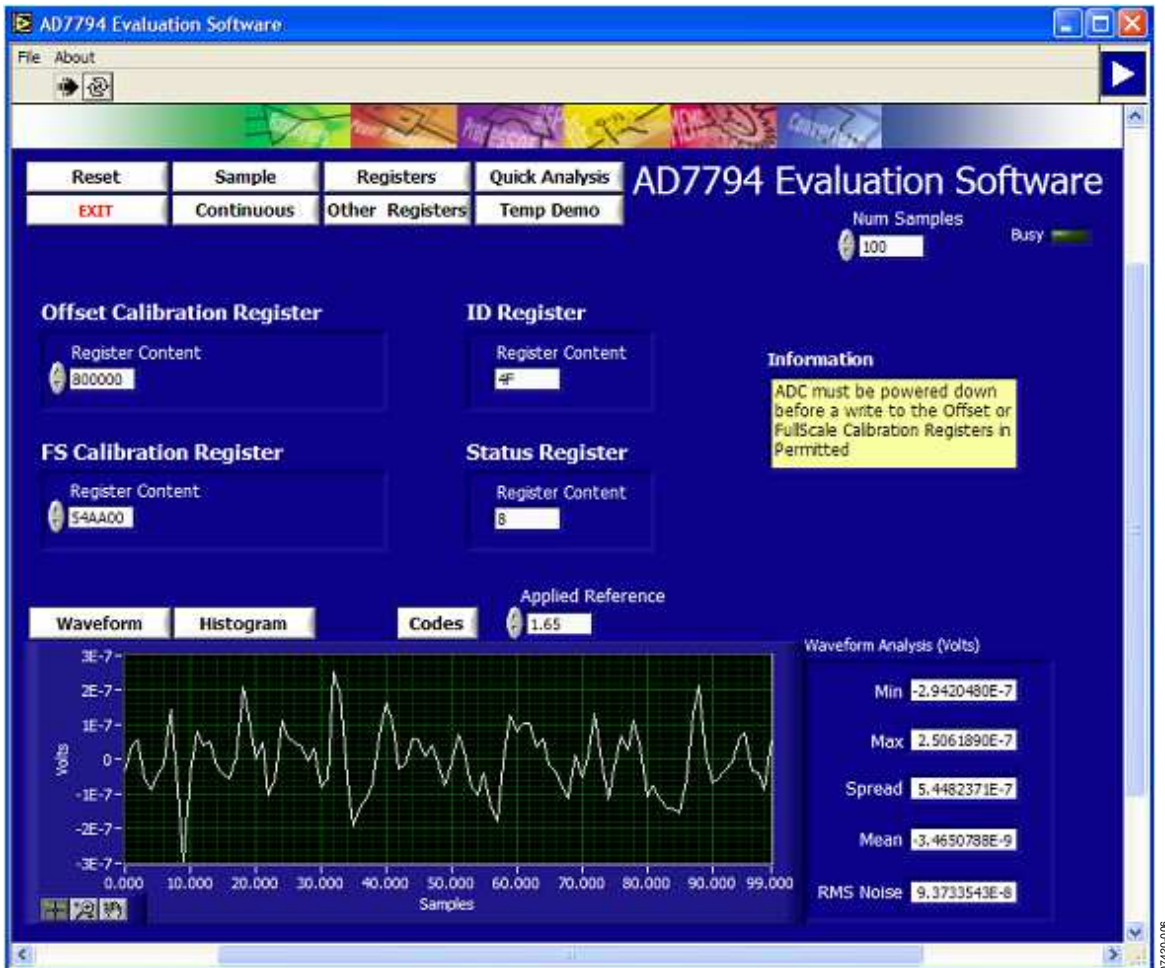 AD7794 Evaluation Software
File About
Reset Sample Registers Quick Analysis
EXIT Continuous Other Registers Temp Demo
AD7794 Evaluation Software
Num Samples
100
Busy
Offset Calibration Register
Register Content
800000
ID Register
Register Content
4F
Information
ADC must be powered down
before a write to the Offset or
FullScale Calibration Registers in
Permitted
FS Calibration Register
Register Content
54AA00
Status Register
Register Content
8
Waveform Histogram Codes
Applied Reference
1.65
Volts
3E-7
2E-7
1E-7
0
-1E-7
-2E-7
-3E-7
0.000 10.000 20.000 30.000 40.000 50.000 60.000 70.000 80.000 90.000 99.000
Samples
Waveform Analysis (Volts)
Min -2.9420480E-7
Max 2.5061890E-7
Spread 5.4482371E-7
Mean -3.4650788E-9
RMS Noise 9.3733543E-8